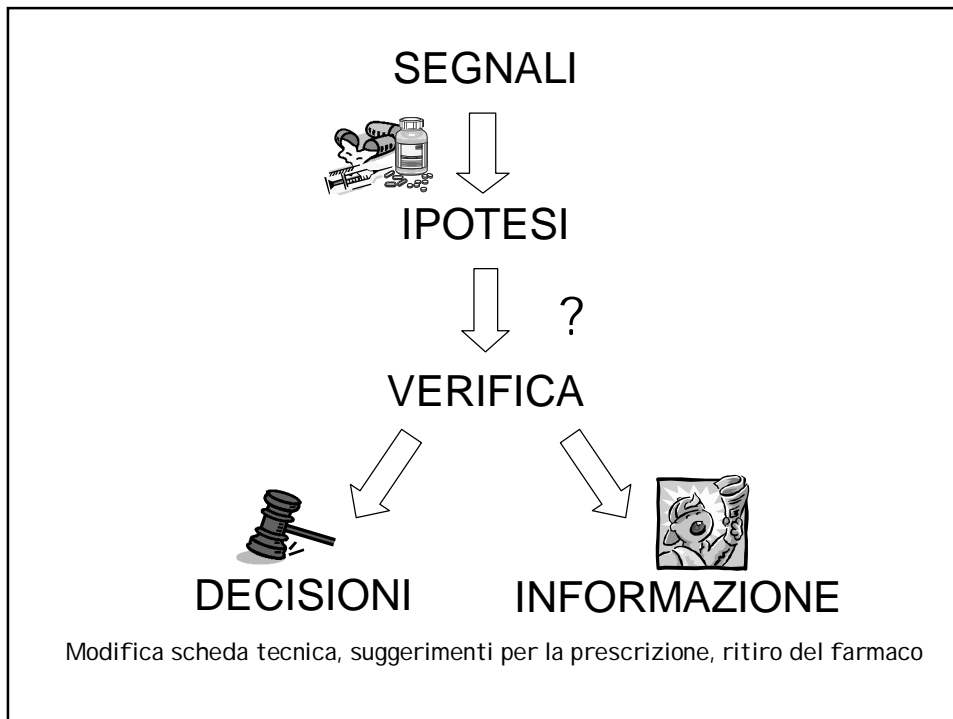 SEGNALI
IPOTESI
?
VERIFICA
DECISIONI
INFORMAZIONE
Modifica scheda tecnica, suggerimenti per la prescrizione, ritiro del farmaco